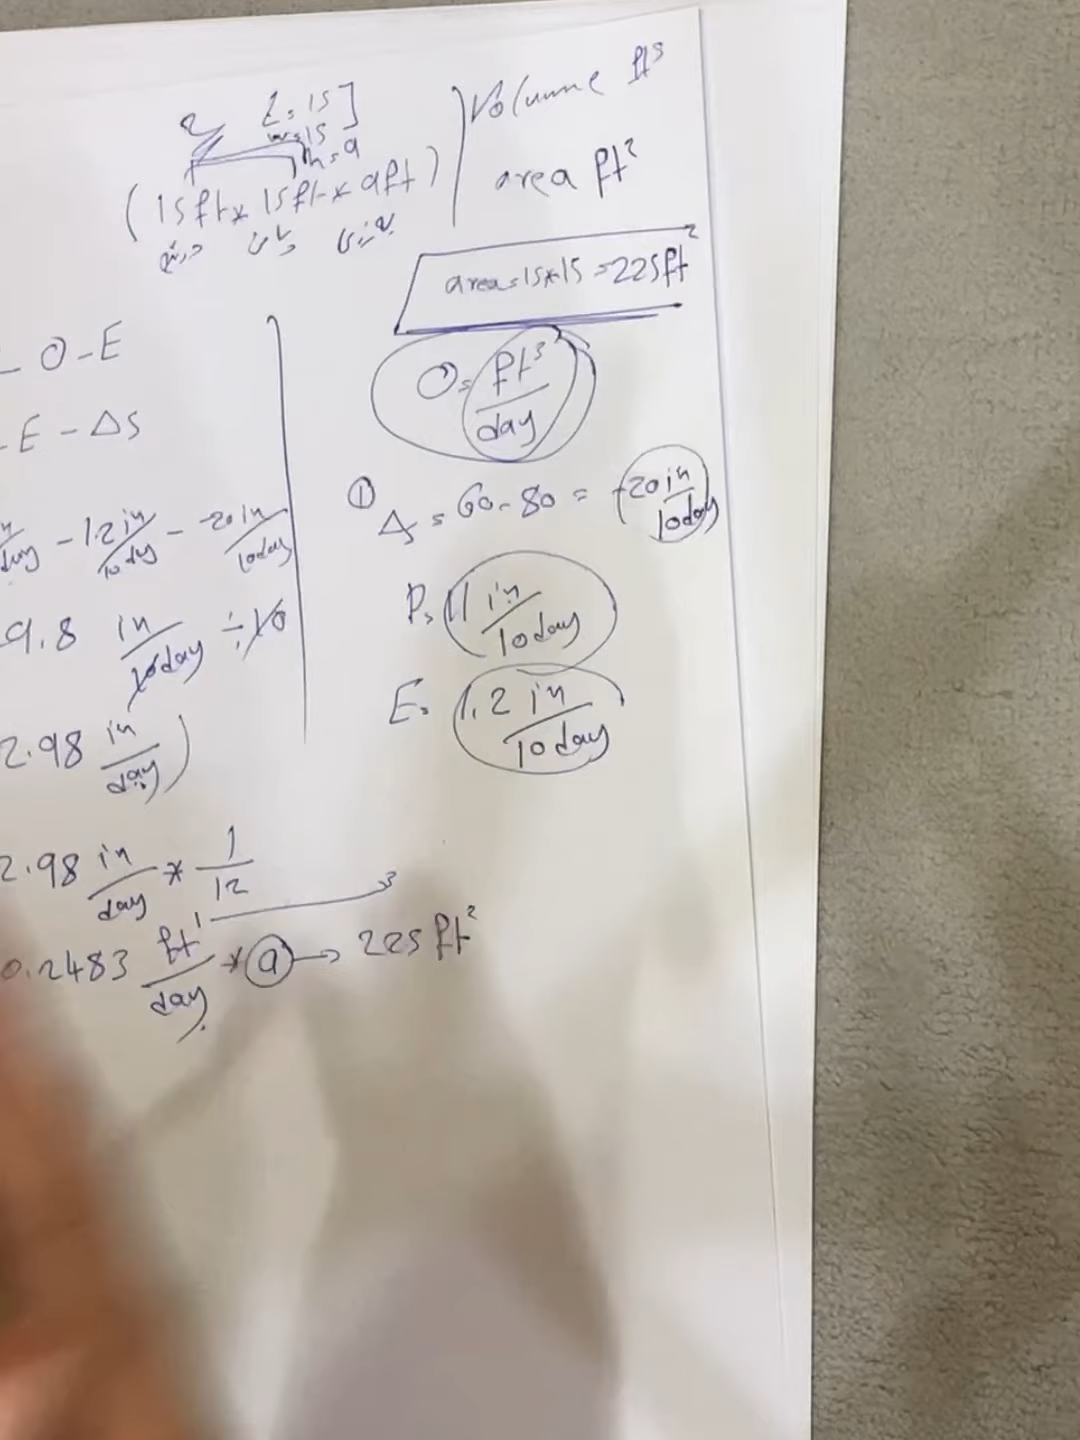 L = 15
w = 15
h = 9
(15ft * 15ft * 9ft)
Volume ft³
area ft²
area = 15*15 = 225ft²
- O - E
- E - ΔS
O = ft³/day
① Δ = 60 - 80 = -20 in/10day
- 1.2 in/10day - -20 in/10day
9.8 in/10day ÷ 10
P = 11 in/10day
E = 1.2 in/10day
2.98 in/day)
2.98 in/day * 1/12
0.2483 ft¹/day * a → 225 ft²
3